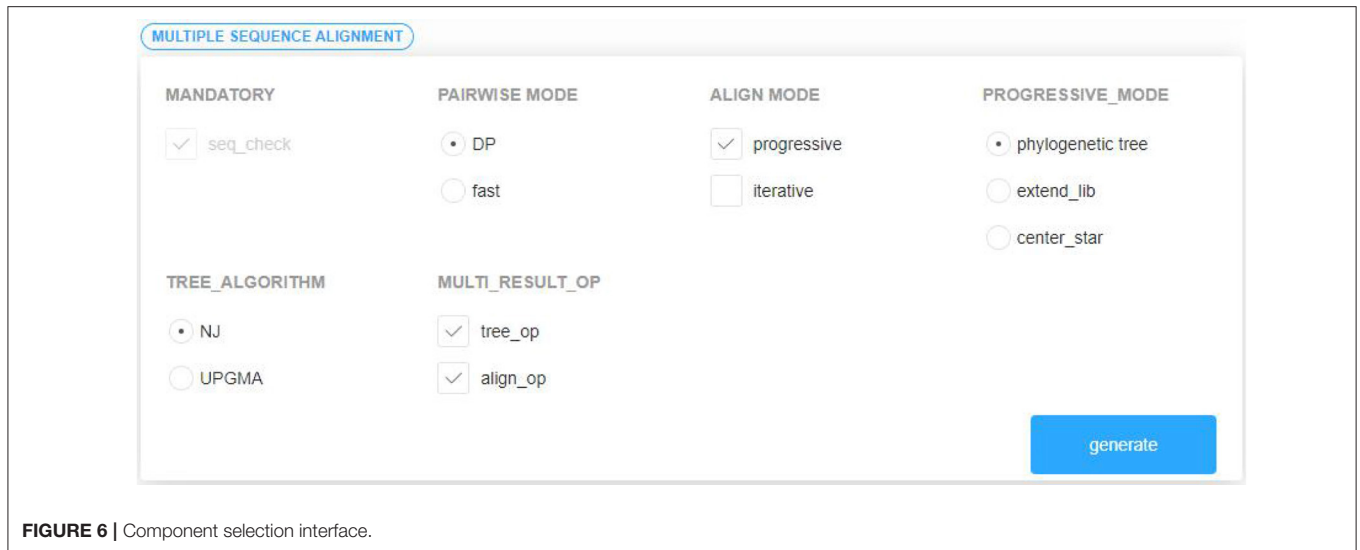 MULTIPLE SEQUENCE ALIGNMENT
MANDATORY
seq_check
PAIRWISE MODE
DP
fast
ALIGN MODE
progressive
iterative
PROGRESSIVE_MODE
phylogenetic tree
extend_lib
center_star
TREE_ALGORITHM
NJ
UPGMA
MULTI_RESULT_OP
tree_op
align_op
generate
FIGURE 6 | Component selection interface.